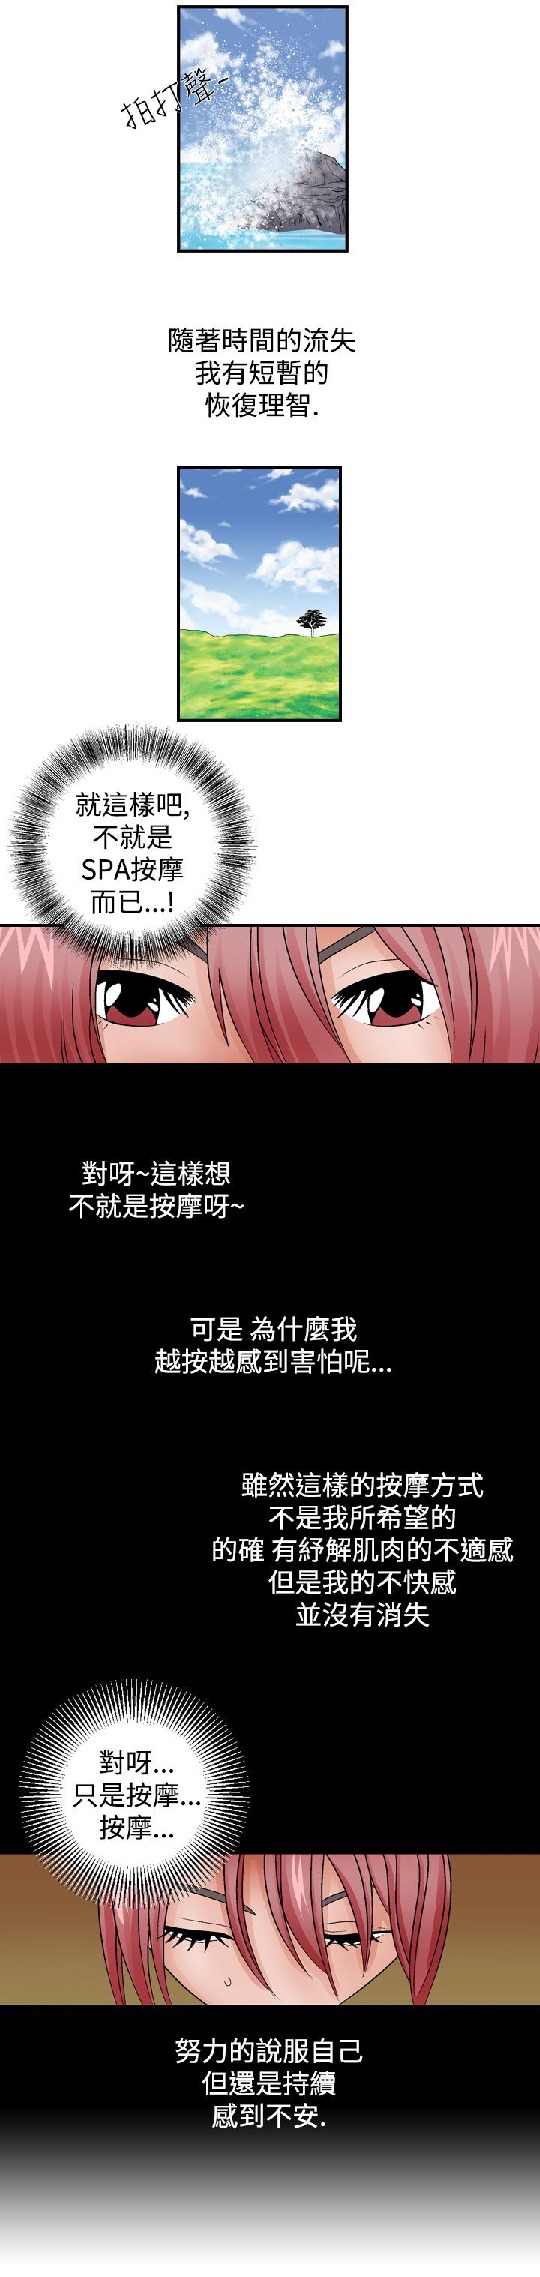 拍打聲~
隨著時間的流失
我有短暫的
恢復理智.
就這樣吧,
不就是
SPA按摩
而已...!
對呀~這樣想
不就是按摩呀~
可是 為什麼我
越按越感到害怕呢...
雖然這樣的按摩方式
不是我所希望的
的確 有紓解肌肉的不適感
但是我的不快感
並沒有消失
對呀...
只是按摩...
按摩...
努力的說服自己
但還是持續
感到不安.